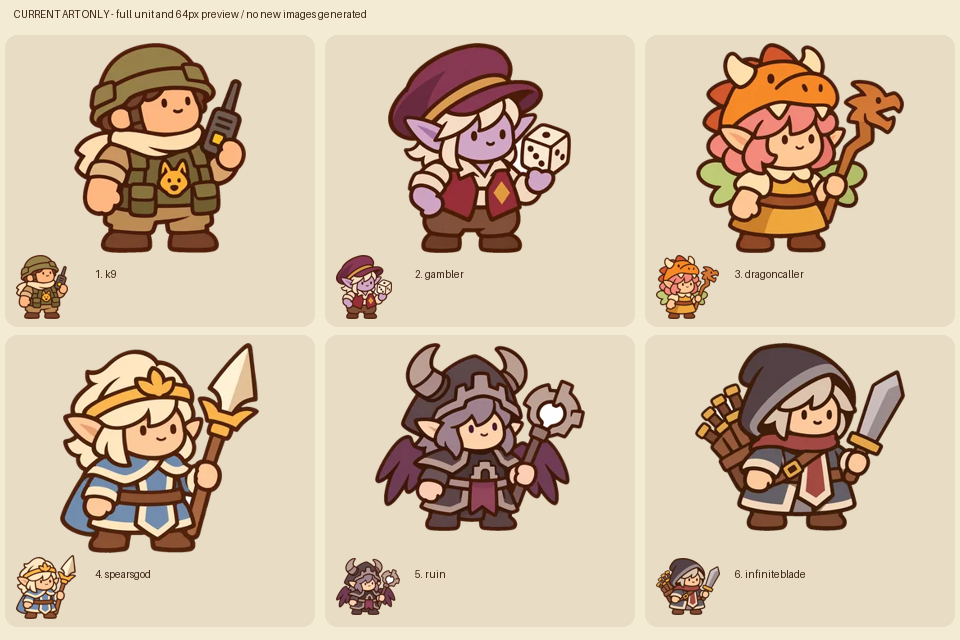 CURRENT ART ONLY - full unit and 64px preview / no new images generated
1. k9
2. gambler
3. dragoncaller
4. spearsgod
5. ruin
6. infiniteblade